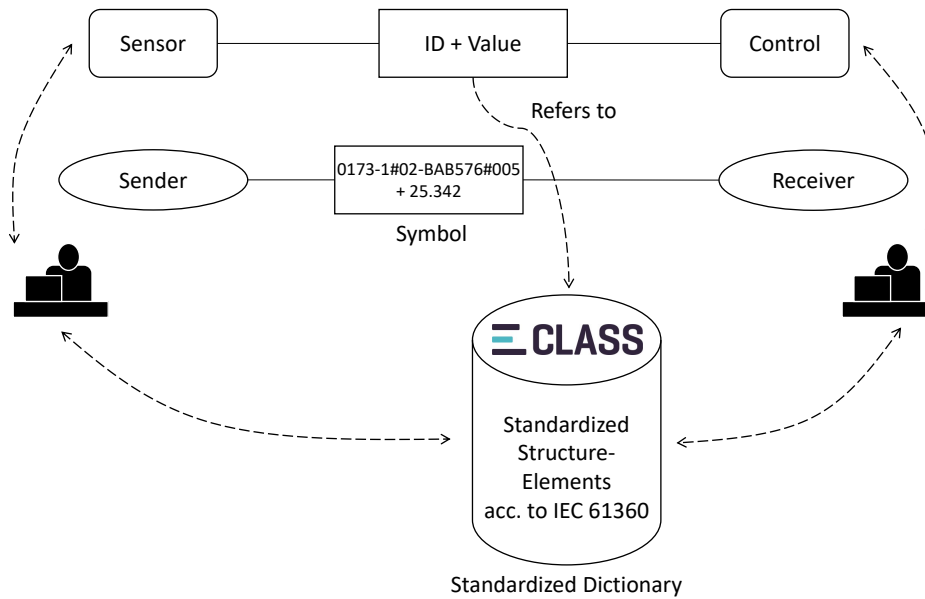 Sensor
ID + Value
Control
Refers to
Sender
0173-1#02-BAB576#005
+ 25.342
Receiver
Symbol
ECLASS
Standardized
Structure-
Elements
acc. to IEC 61360
Standardized Dictionary